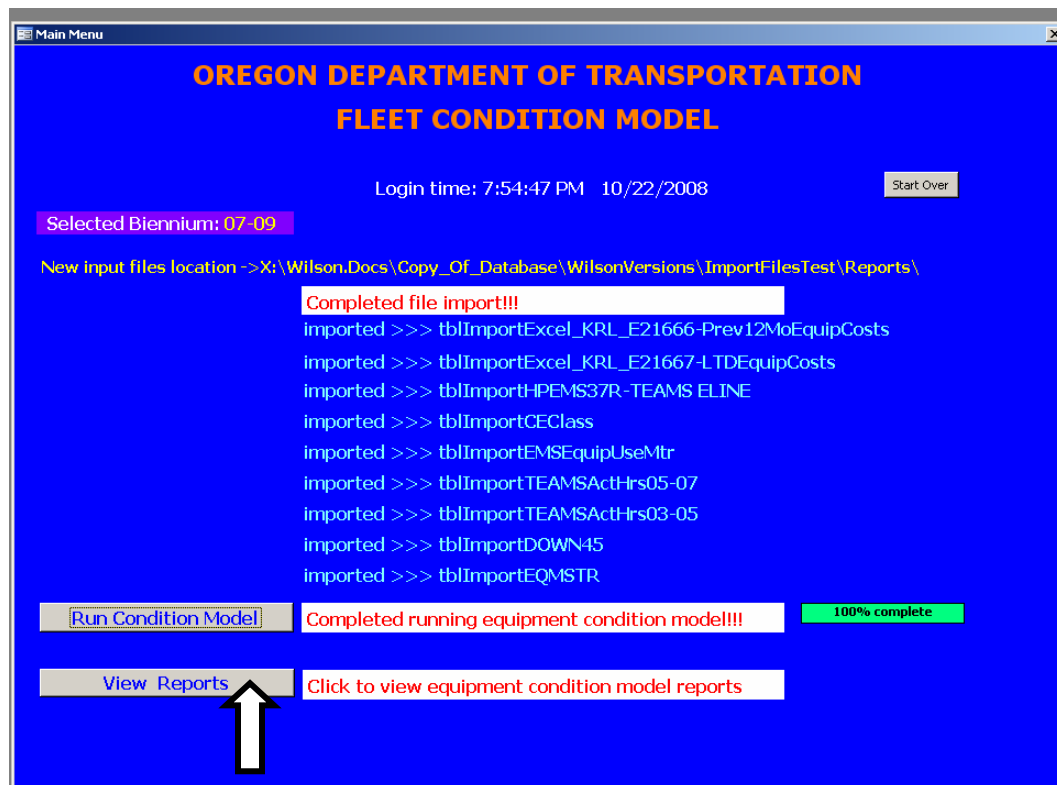 Main Menu
OREGON DEPARTMENT OF TRANSPORTATION
FLEET CONDITION MODEL
Login time: 7:54:47 PM 10/22/2008
Start Over
Selected Biennium: 07-09
New input files location ->X:\Wilson.Docs\Copy_Of_Database\WilsonVersions\ImportFilesTest\Reports\
Completed file import!!!
imported >>> tblImportExcel_KRL_E21666-Prev12MoEquipCosts
imported >>> tblImportExcel_KRL_E21667-LTDEquipCosts
imported >>> tblImportHPEMS37R-TEAMS ELINE
imported >>> tblImportCEClass
imported >>> tblImportEMSEquipUseMtr
imported >>> tblImportTEAMSActHrs05-07
imported >>> tblImportTEAMSActHrs03-05
imported >>> tblImportDOWN45
imported >>> tblImportEQMSTR
Run Condition Model
Completed running equipment condition model!!!
100% complete
View Reports
Click to view equipment condition model reports